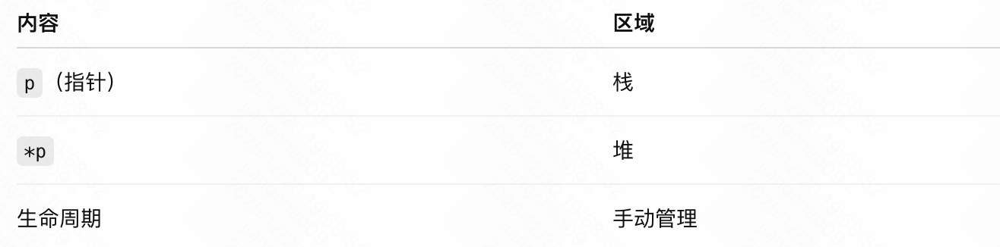 内容 区域
p （指针） 栈
*p 堆
生命周期 手动管理